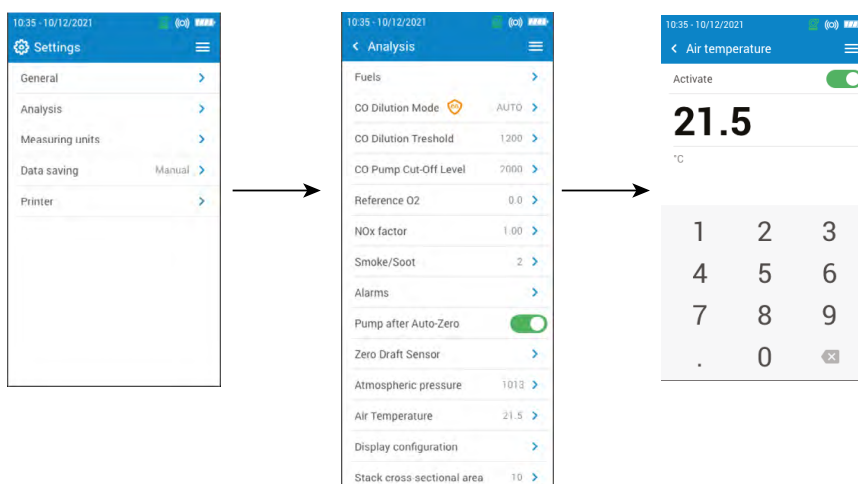 10:35 - 10/12/2021
Settings
General
Analysis
Measuring units
Data saving Manual
Printer
10:35 - 10/12/2021
Analysis
Fuels
CO Dilution Mode AUTO
CO Dilution Treshold 1200
CO Pump Cut-Off Level 2000
Reference O2 0.0
NOx factor 1.00
Smoke/Soot 2
Alarms
Pump after Auto-Zero
Zero Draft Sensor
Atmospheric pressure 1013
Air Temperature 21.5
Display configuration
Stack cross sectional area 10
10:35 - 10/12/2021
Air temperature
Activate
21.5
°C
1 2 3
4 5 6
7 8 9
. 0